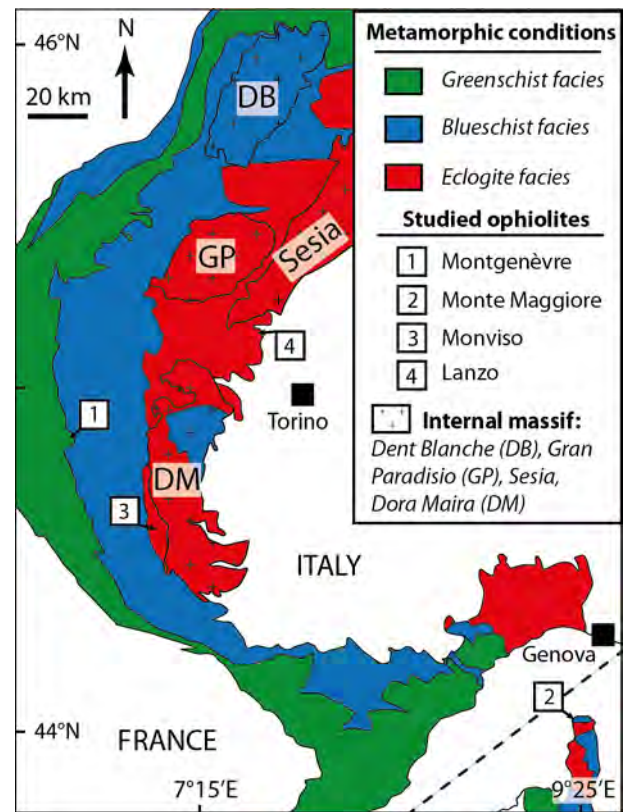 46°N
N
20 km
DB
GP
Sesia
4
Torino
1
DM
3
ITALY
Genova
2
44°N
FRANCE
7°15'E
9°25'E
Metamorphic conditions
Greenschist facies
Blueschist facies
Eclogite facies
Studied ophiolites
1 Montgenèvre
2 Monte Maggiore
3 Monviso
4 Lanzo
Internal massif:
Dent Blanche (DB), Gran
Paradisio (GP), Sesia,
Dora Maira (DM)